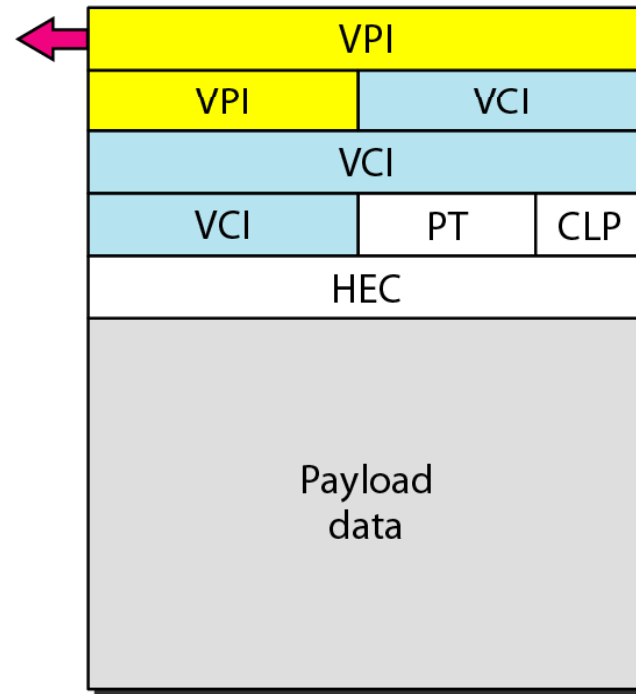 VPI
VPI VCI
VCI
VCI PT CLP
HEC
Payload
data